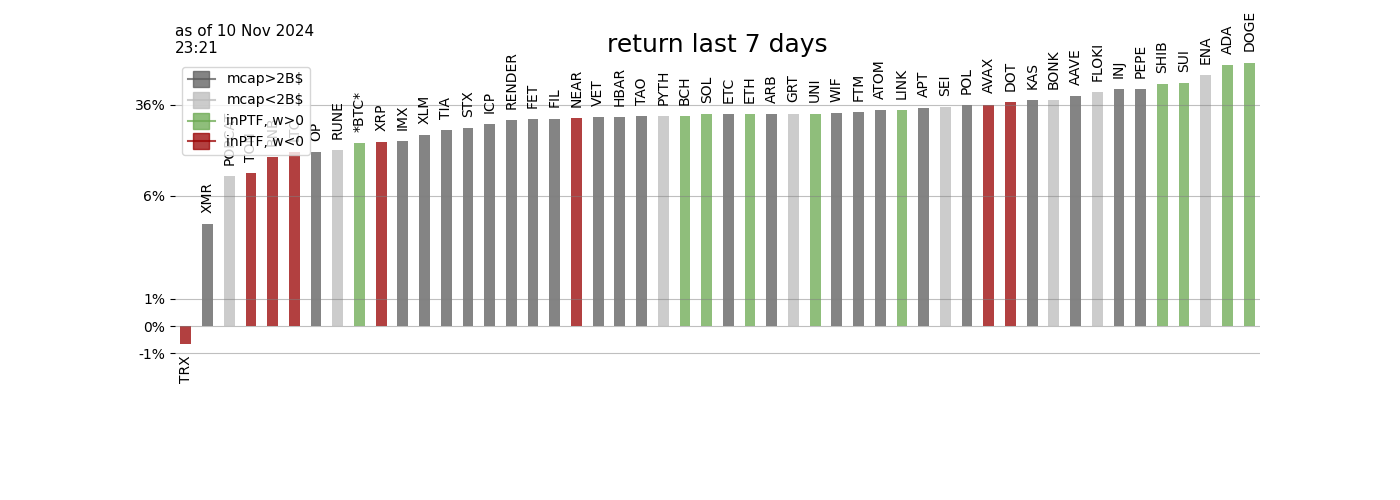 as of 10 Nov 2024
23:21
return last 7 days
mcap>2B$
mcap<2B$
inPTF, w>0
inPTF, w<0
36%
6%
1%
0%
-1%
TRX
XMR
OP
RUNE
*BTC*
XRP
IMX
XLM
TIA
STX
ICP
RENDER
FET
FIL
NEAR
VET
HBAR
TAO
PYTH
BCH
SOL
ETC
ETH
ARB
GRT
UNI
WIF
FTM
ATOM
LINK
APT
SEI
POL
AVAX
DOT
KAS
BONK
AAVE
FLOKI
INJ
PEPE
SHIB
SUI
ENA
ADA
DOGE